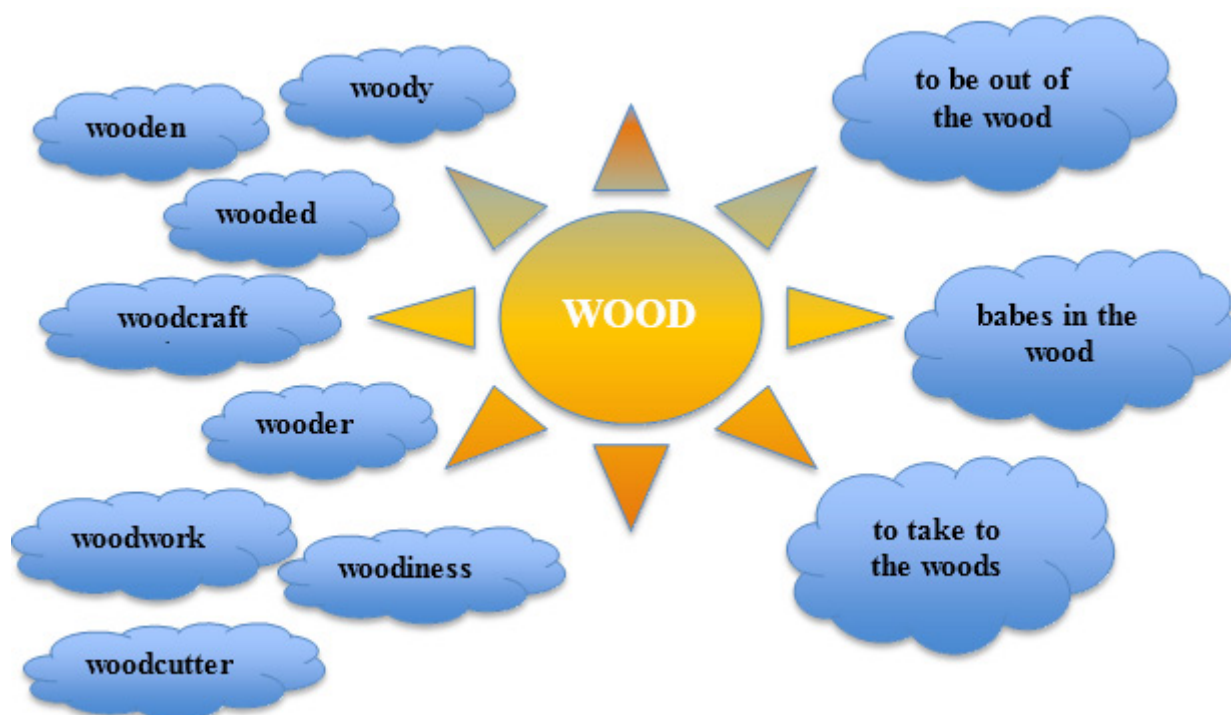 woody
wooden
wooded
woodcraft
wooder
woodwork
woodiness
woodcutter
WOOD
to be out of
the wood
babes in the
wood
to take to
the woods